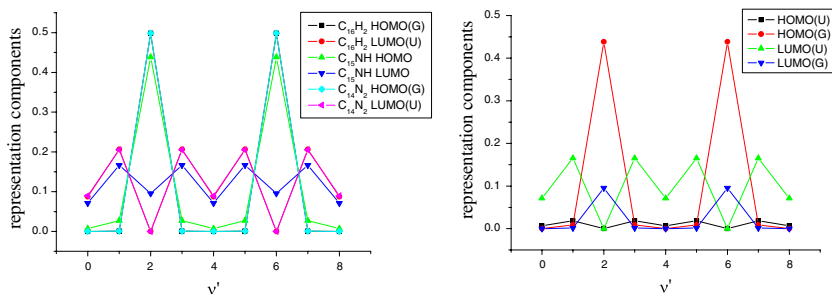 representation components
0.5
0.4
0.3
0.2
0.1
0.0
0 2 4 6 8
ν'
C₁₆H₂ HOMO(G)
C₁₆H₂ LUMO(U)
C₁₅NH HOMO
C₁₅NH LUMO
C₁₄N₂ HOMO(G)
C₁₄N₂ LUMO(U)
representation components
0.5
0.4
0.3
0.2
0.1
0.0
0 2 4 6 8
ν'
HOMO(U)
HOMO(G)
LUMO(U)
LUMO(G)